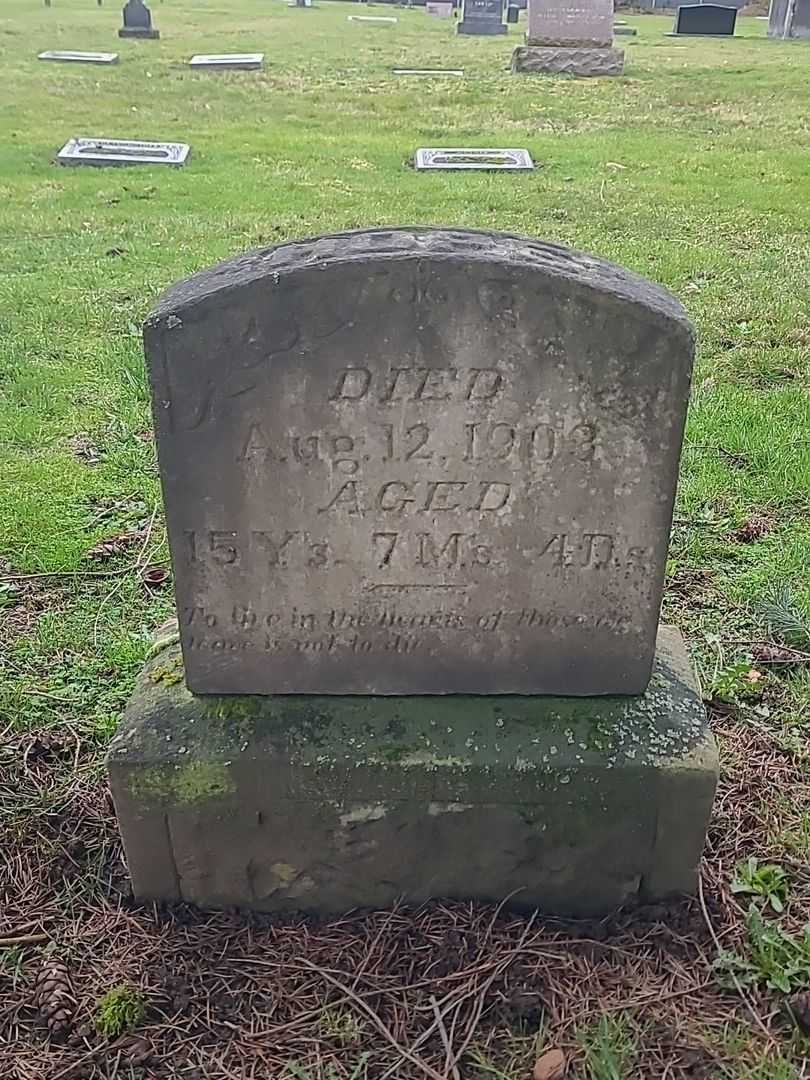 DIED
Aug. 12, 1903
AGED
15 Y's. 7 M's. 4 D's
To live in the hearts of those we
leave is not to die.